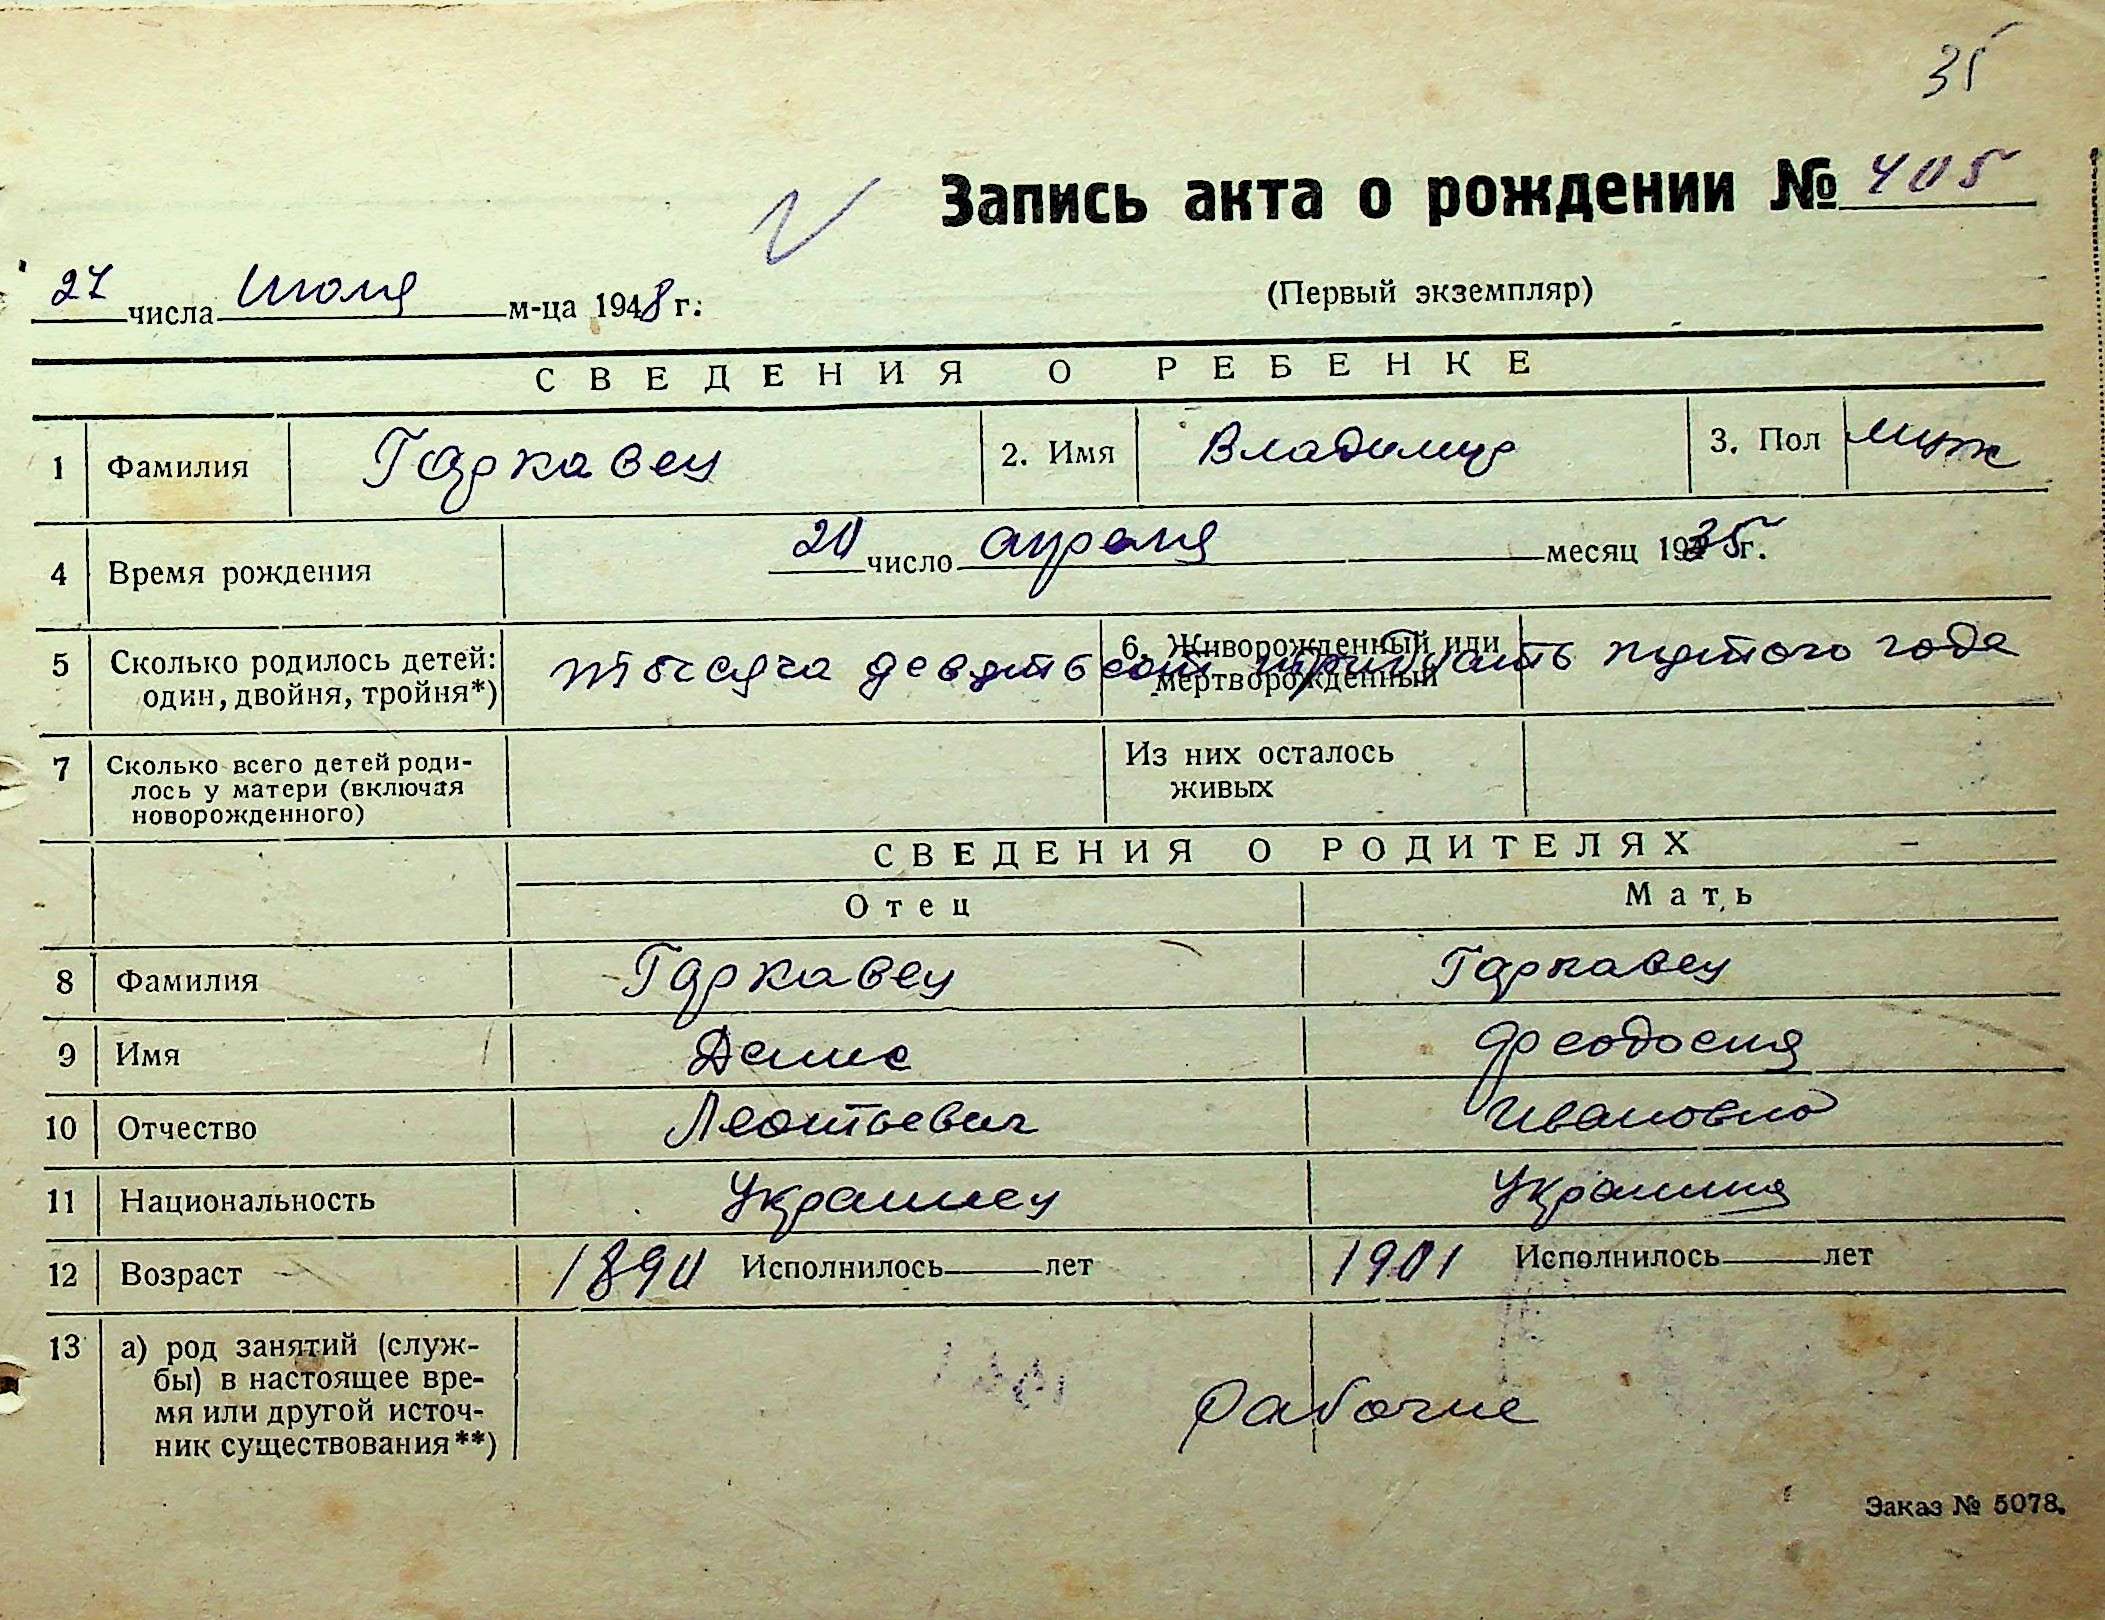 35
Запись акта о рождении № 405
27 числа Июля м-ца 1948 г.
(Первый экземпляр)
СВЕДЕНИЯ О РЕБЕНКЕ
1 Фамилия Гаркавец 2. Имя Владимир 3. Пол муж
4 Время рождения 20 число апреля месяц 1935 г.
5 Сколько родилось детей: один, двойня, тройня*) 6. Живорожденный или мертворожденный
тысяча девятьсот тридцать пятого года
7 Сколько всего детей родилось у матери (включая новорожденного) Из них осталось живых
СВЕДЕНИЯ О РОДИТЕЛЯХ
Отец Мать
8 Фамилия Гаркавец Гаркавец
9 Имя Денис Феодосия
10 Отчество Леонтьевич Ивановна
11 Национальность Украинец Украинка
12 Возраст 1890 Исполнилось лет 1901 Исполнилось лет
13 а) род занятий (службы) в настоящее время или другой источник существования**)
Рабочие
Заказ № 5078.